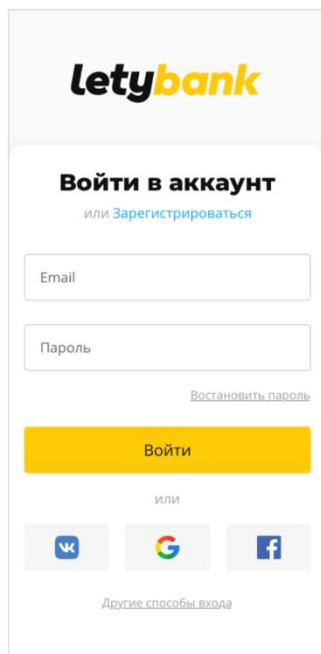 letybank
Войти в аккаунт
или Зарегистрироваться
Email
Пароль
Востановить пароль
Войти
или
Другие способы входа